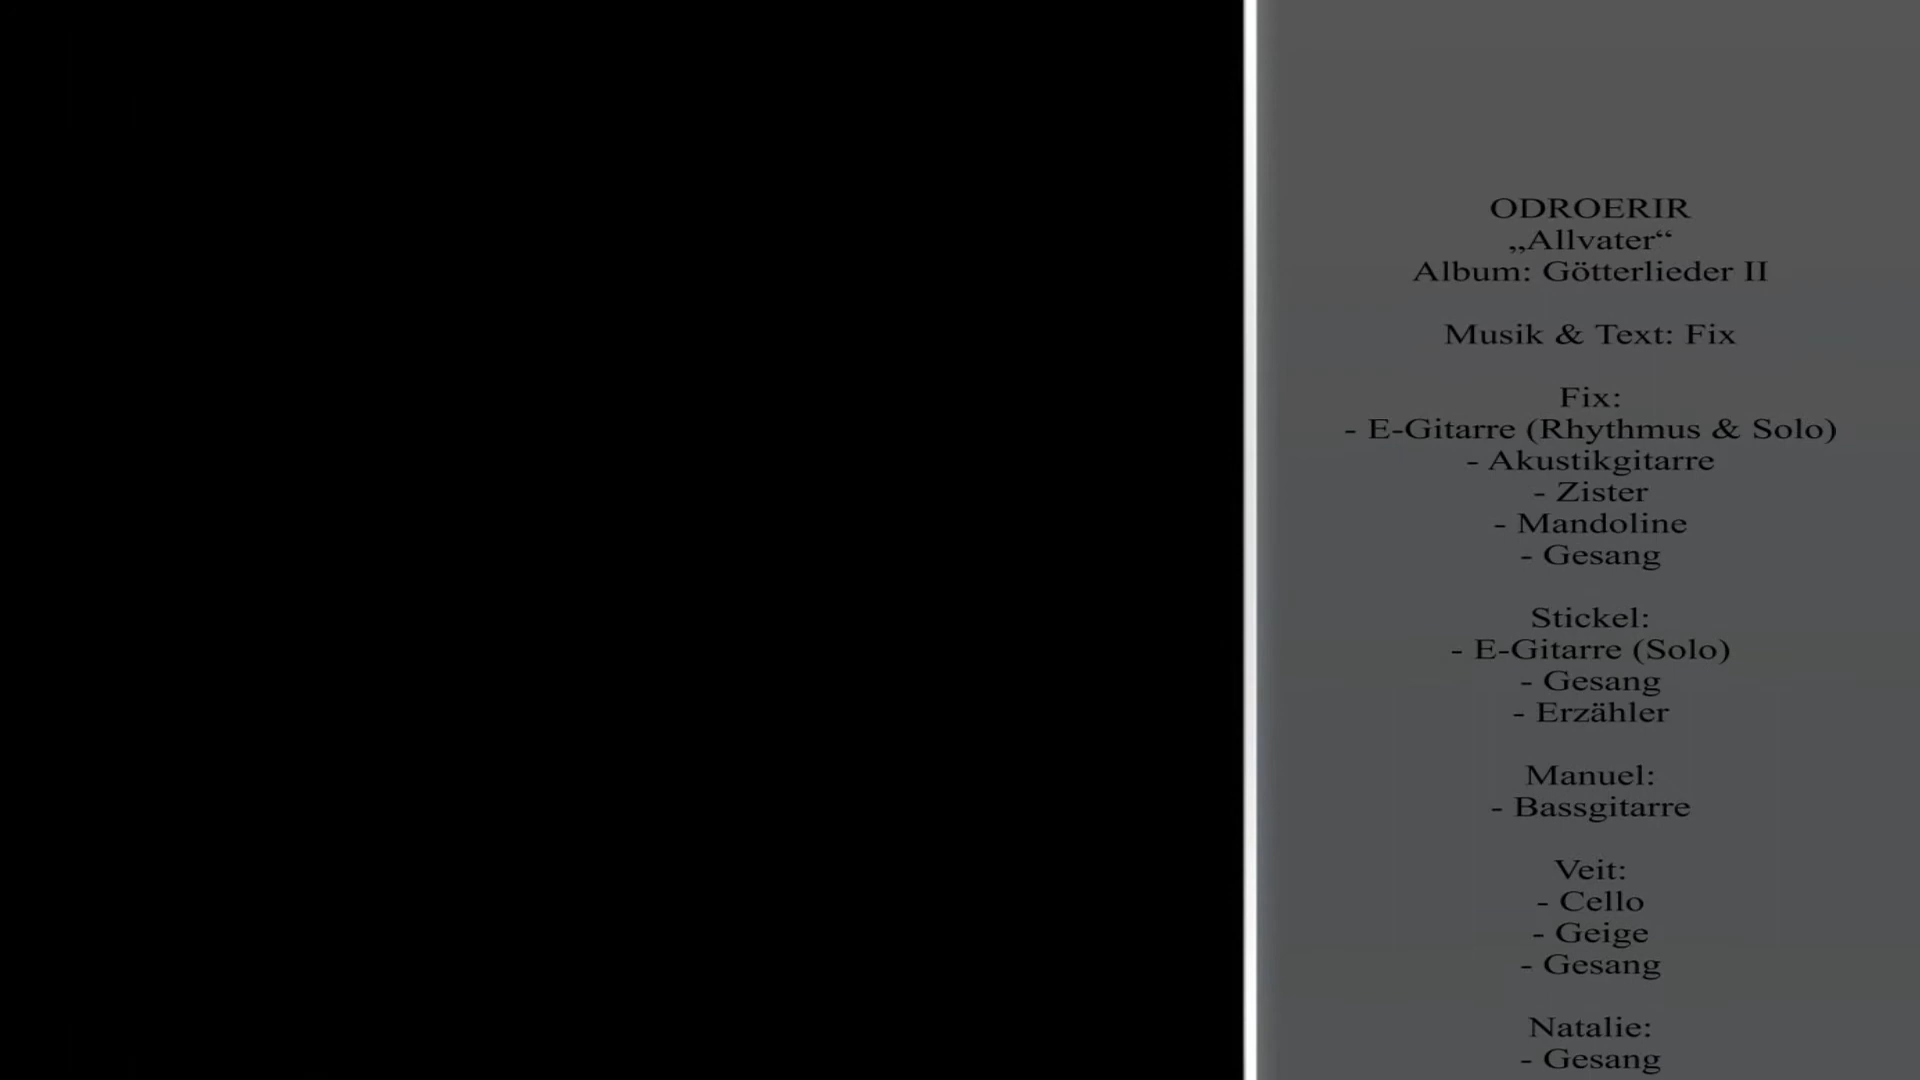 ODROERIR
„Allvater“
Album: Götterlieder II
Musik & Text: Fix
Fix:
- E-Gitarre (Rhythmus & Solo)
- Akustikgitarre
- Zister
- Mandoline
- Gesang
Stickel:
- E-Gitarre (Solo)
- Gesang
- Erzähler
Manuel:
- Bassgitarre
Veit:
- Cello
- Geige
- Gesang
Natalie:
- Gesang